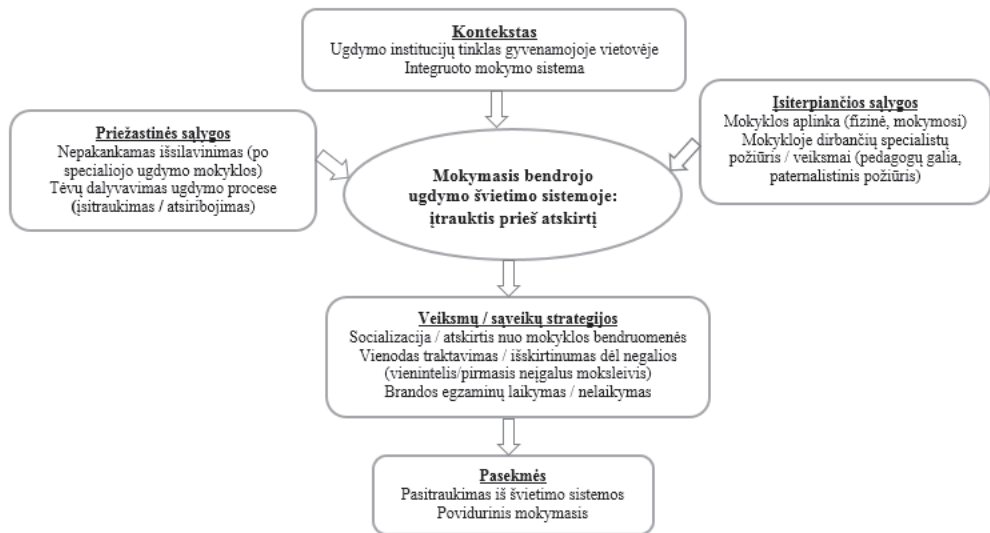 Kontekstas
Ugdymo institucijų tinklas gyvenamojoje vietovėje
Integruoto mokymo sistema
Priežastinės sąlygos
Nepakankamas išsilavinimas (po
specialiojo ugdymo mokyklos)
Tėvų dalyvavimas ugdymo procese
(įsitraukimas / atsiribojimas)
Įsiterpiančios sąlygos
Mokyklos aplinka (fizinė, mokymosi)
Mokykloje dirbančių specialistų
požiūris / veiksmai (pedagogų galia,
paternalistinis požiūris)
Mokymasis bendrojo
ugdymo švietimo sistemoje:
įtrauktis prieš atskirtį
Veiksmų / sąveikų strategijos
Socializacija / atskirtis nuo mokyklos bendruomenės
Vienodas traktavimas / išskirtinumas dėl negalios
(vienintelis/pirmasis neįgalus moksleivis)
Brandos egzaminų laikymas / nelaikymas
Pasekmės
Pasitraukimas iš švietimo sistemos
Povidurinis mokymasis